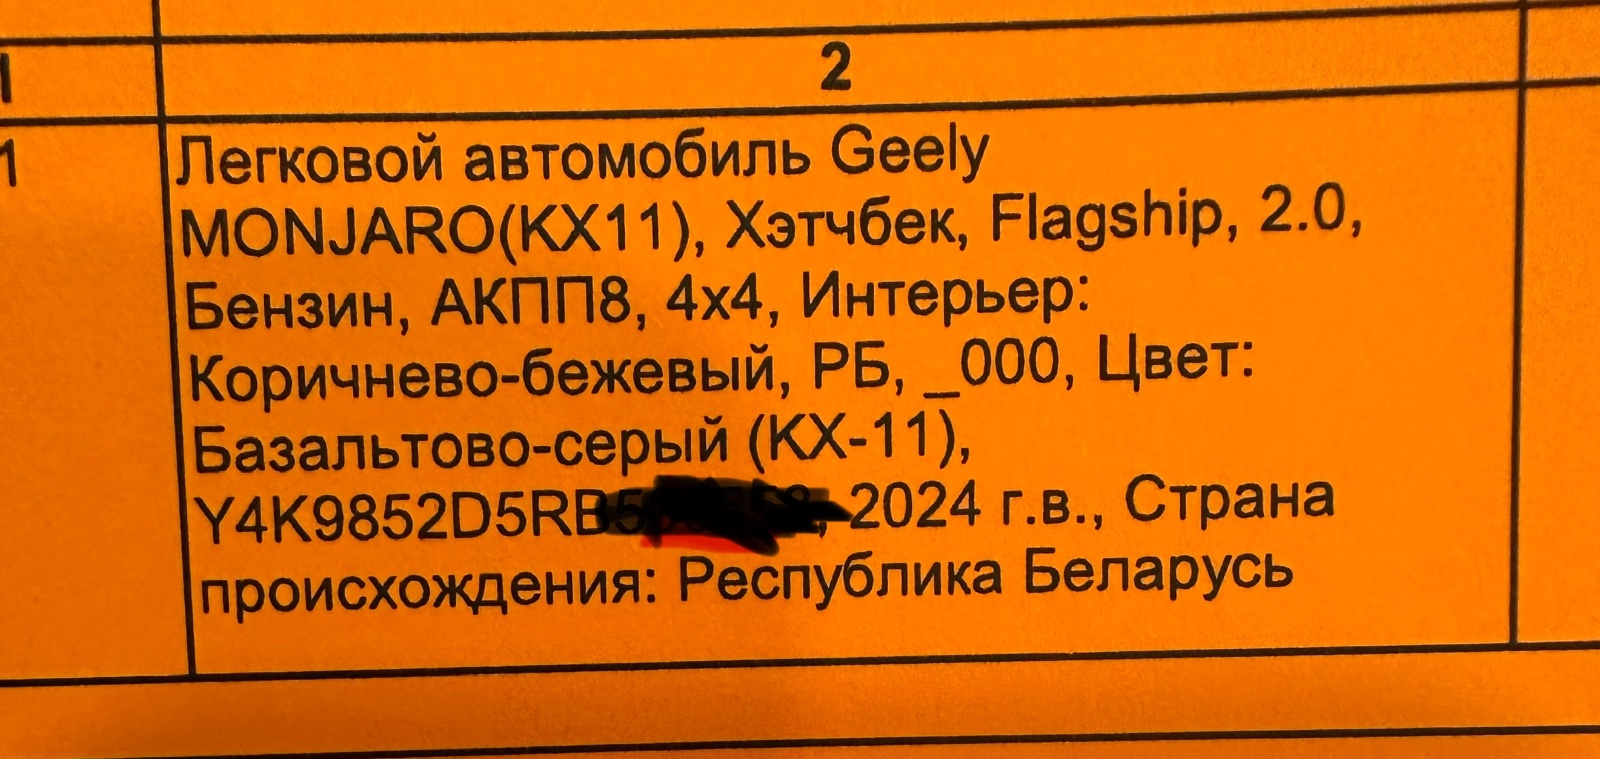 2
1
Легковой автомобиль Geely
MONJARO(KX11), Хэтчбек, Flagship, 2.0,
Бензин, АКПП8, 4x4, Интерьер:
Коричнево-бежевый, РБ, _000, Цвет:
Базальтово-серый (KX-11),
2024 г.в., Страна
происхождения: Республика Беларусь